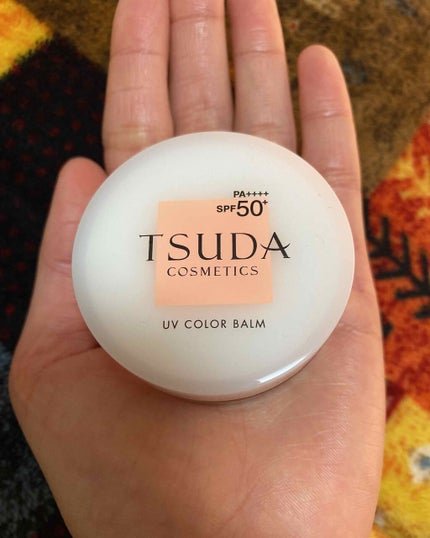 PA++++
SPF50+
TSUDA
COSMETICS
UV COLOR BALM